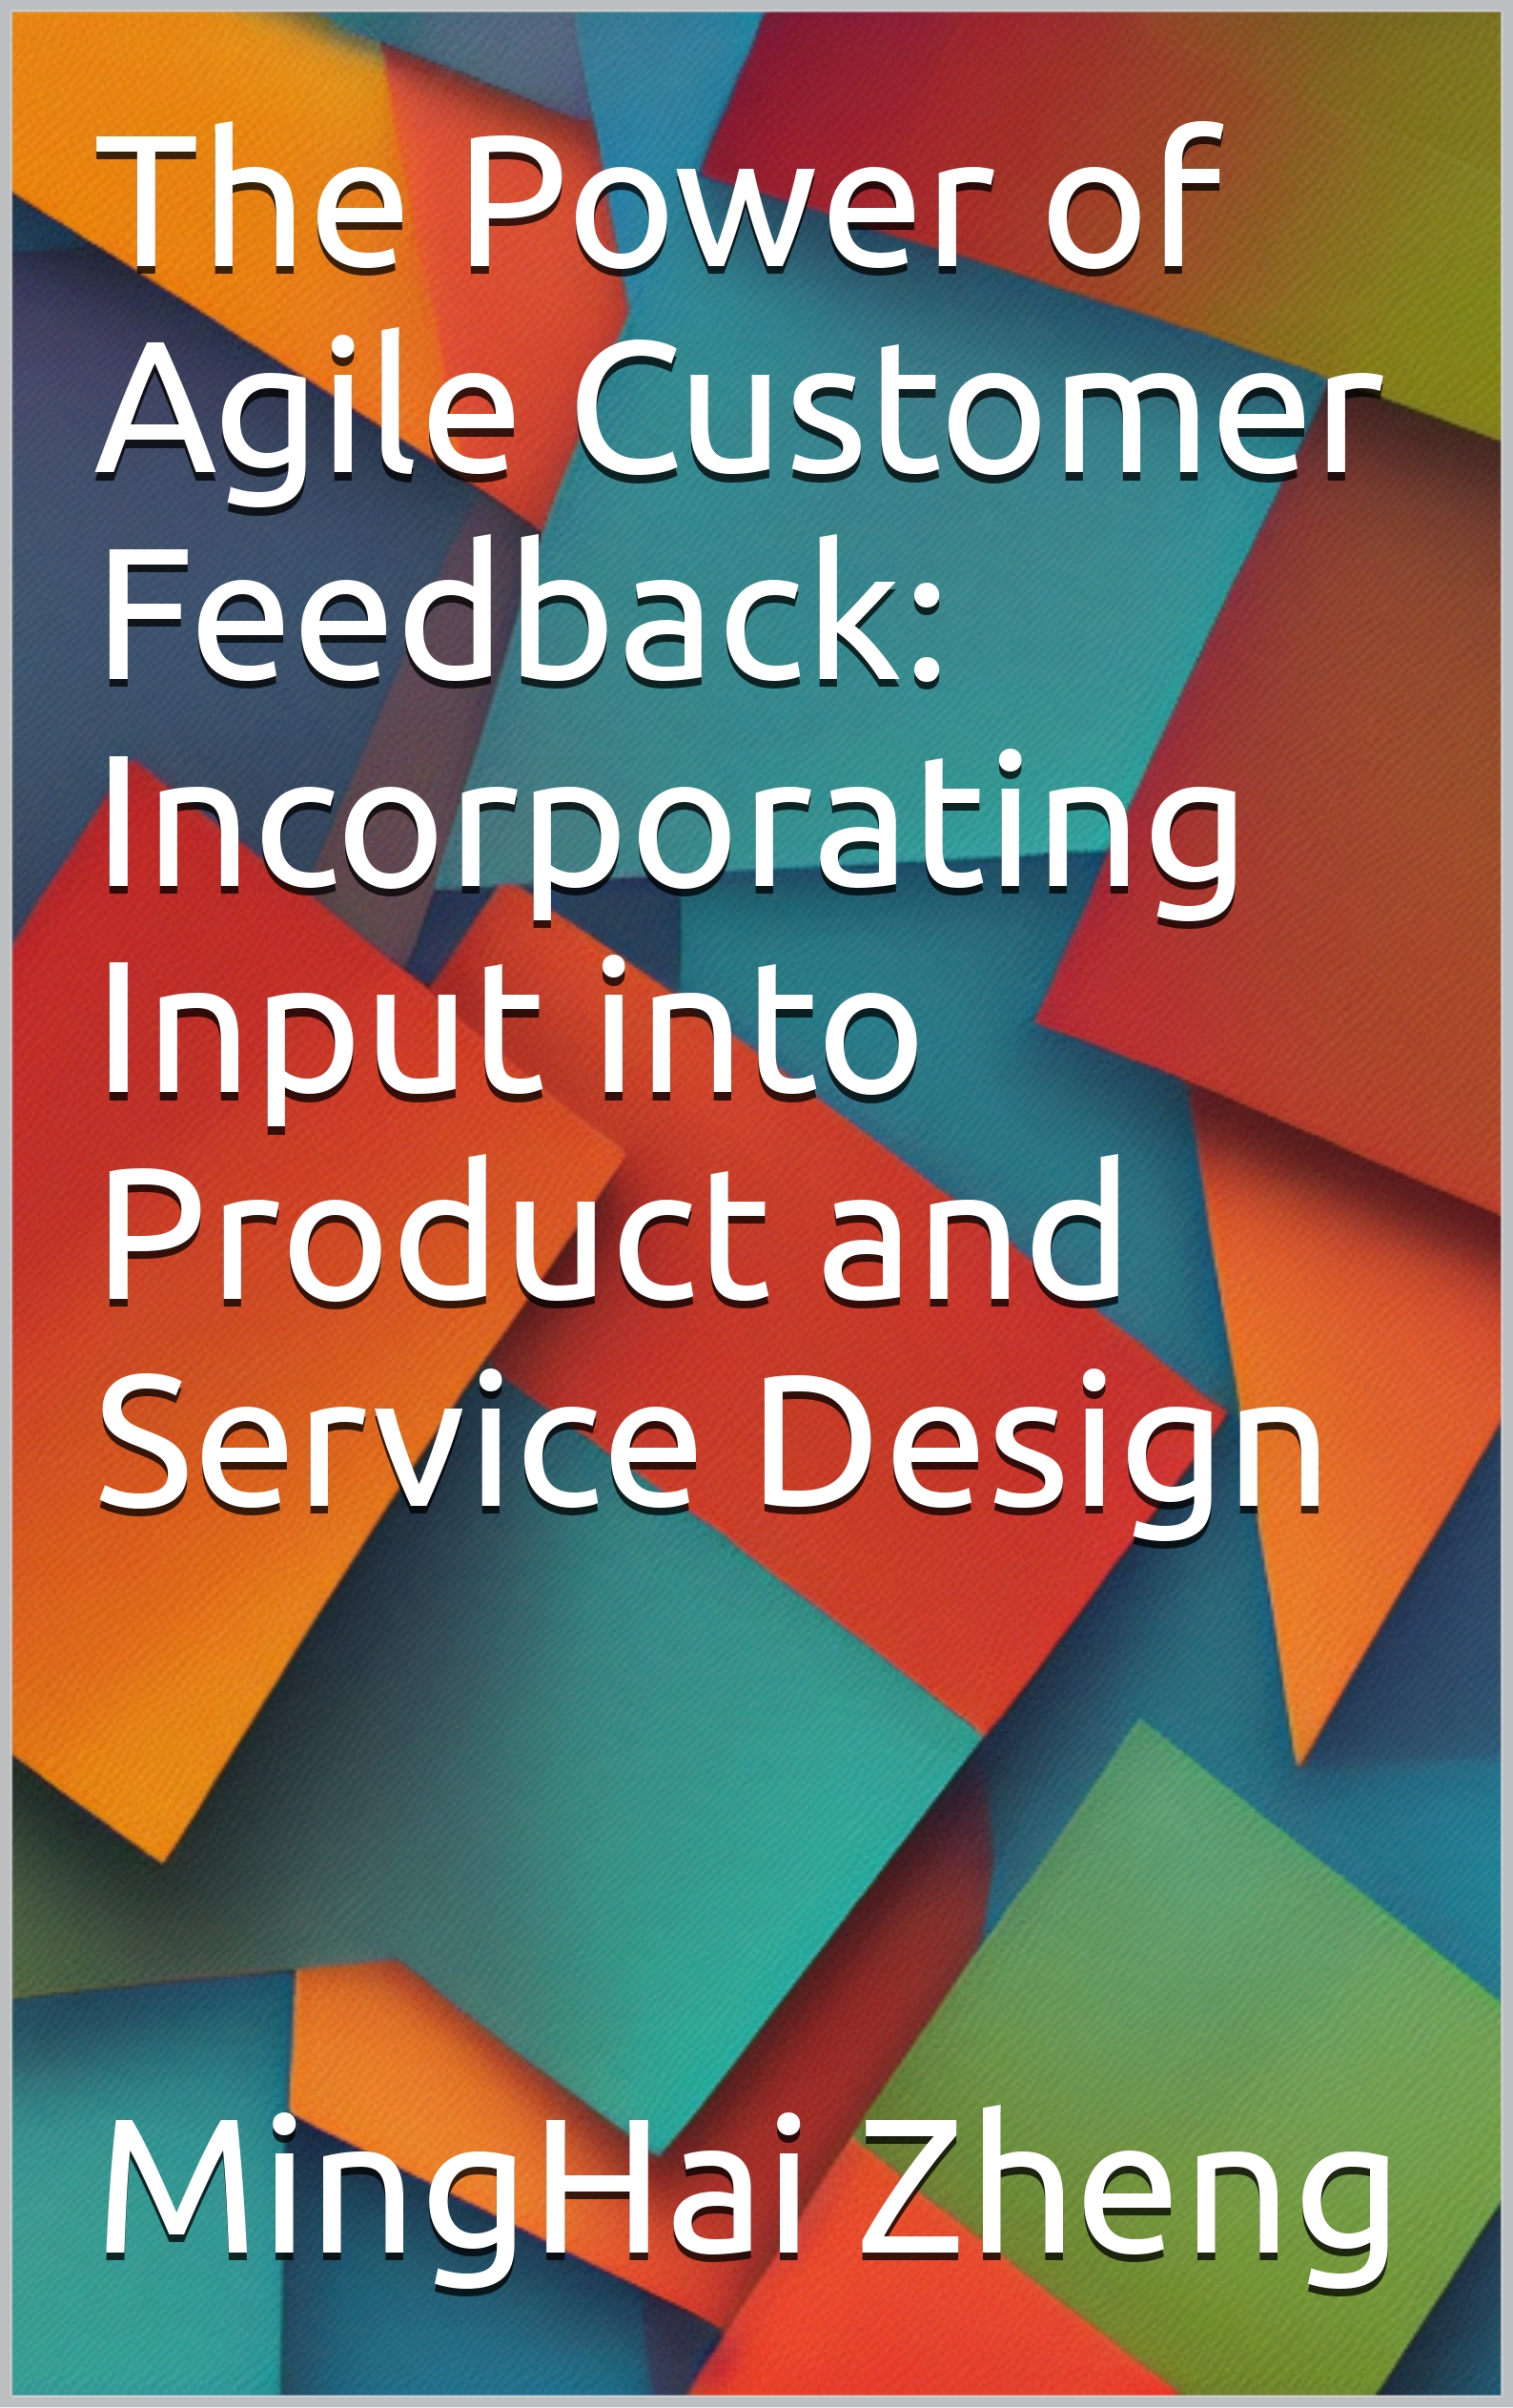 The Power of
Agile Customer
Feedback:
Incorporating
Input into
Product and
Service Design
MingHai Zheng